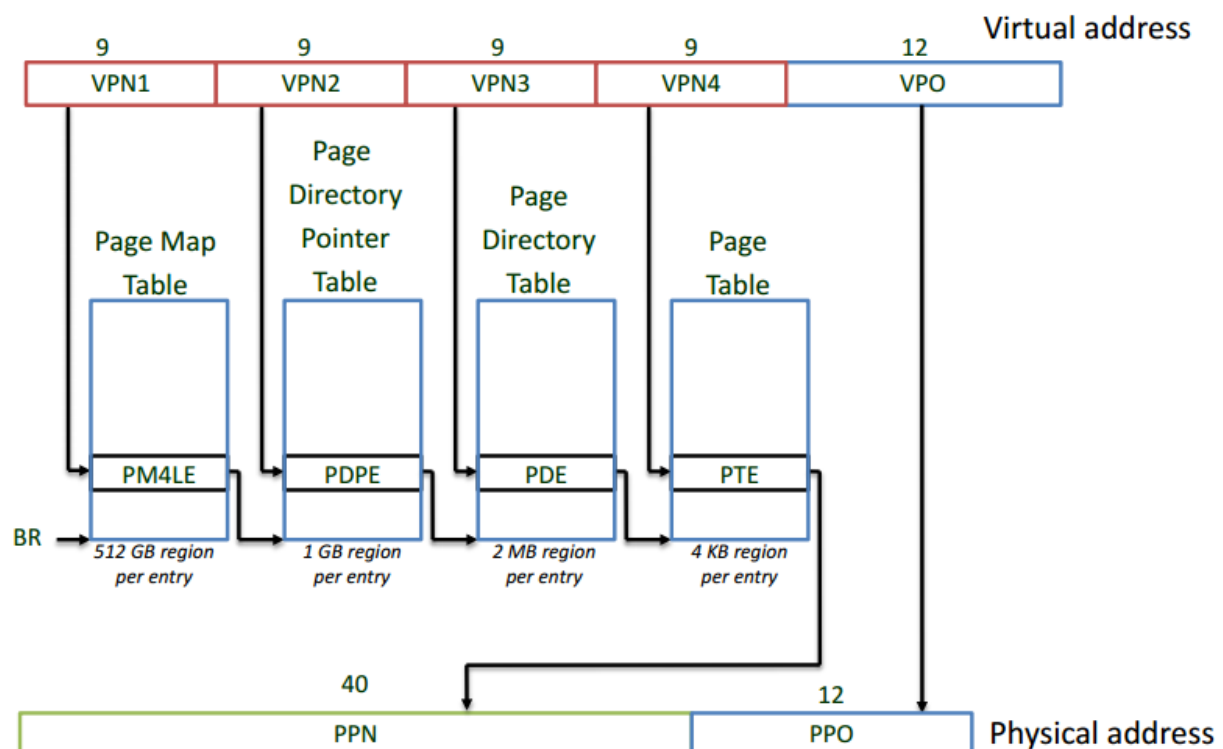 Virtual address
9 9 9 9 12
VPN1 VPN2 VPN3 VPN4 VPO
Page Map
Table
Page
Directory
Pointer
Table
Page
Directory
Table
Page
Table
PM4LE PDPE PDE PTE
BR
512 GB region
per entry
1 GB region
per entry
2 MB region
per entry
4 KB region
per entry
40 12
PPN PPO Physical address